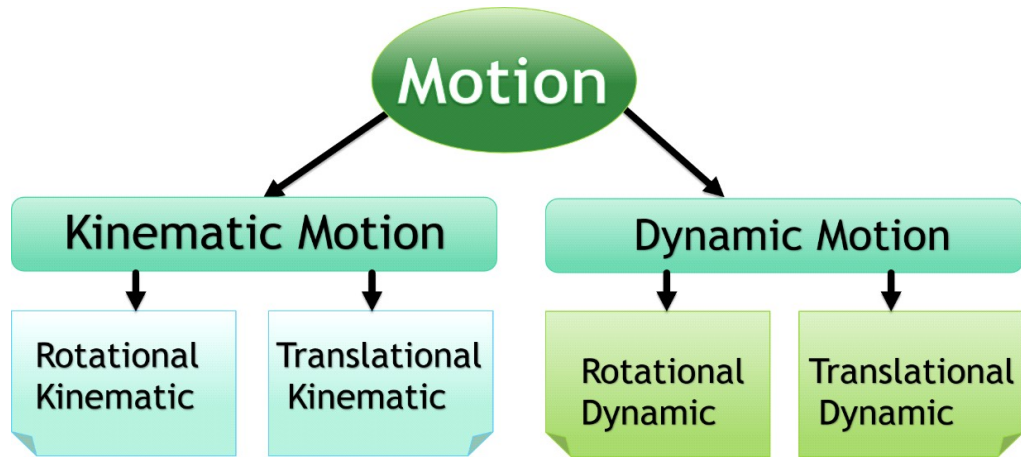 Motion
Kinematic Motion
Dynamic Motion
Rotational
Kinematic
Translational
Kinematic
Rotational
Dynamic
Translational
Dynamic